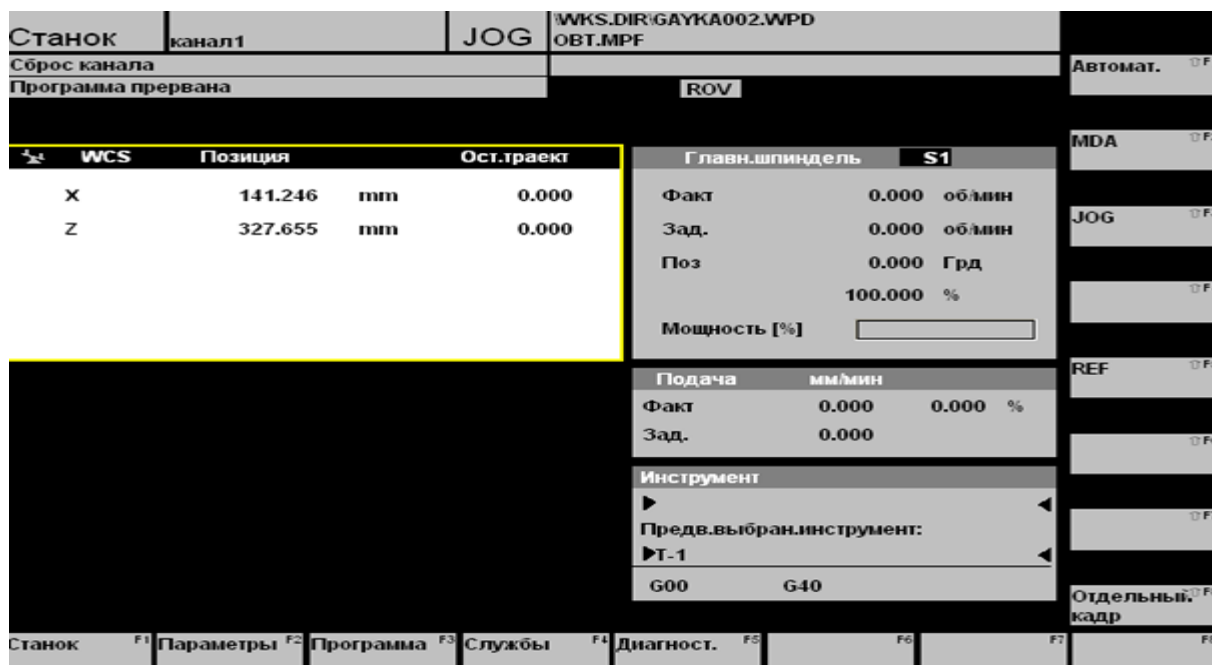 Станок канал1 JOG \WKS.DIR\GAYKA002.WPD
OBT.MPF
Сброс канала
Программа прервана ROV
Автомат.
MDA
JOG
REF
Отдельный.
кадр
WCS Позиция Ост.траект
X 141.246 mm 0.000
Z 327.655 mm 0.000
Главн.шпиндель S1
Факт 0.000 об/мин
Зад. 0.000 об/мин
Поз 0.000 Грд
100.000 %
Мощность [%]
Подача мм/мин
Факт 0.000 0.000 %
Зад. 0.000
Инструмент
Предв.выбран.инструмент:
T-1
G00 G40
Станок F1 Параметры F2 Программа F3 Службы F4 Диагност. F5 F6 F7